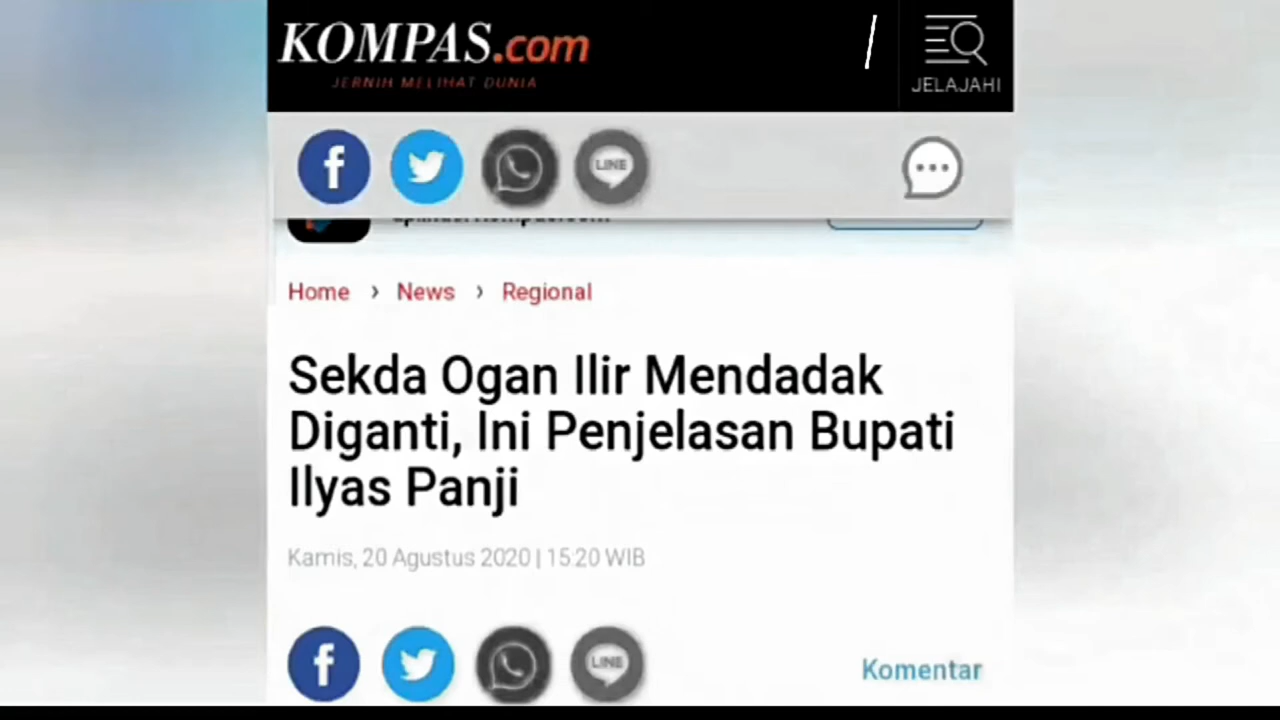 KOMPAS.com
JERNIH MELIHAT DUNIA
JELAJAHI
LINE
Home › News › Regional
Sekda Ogan Ilir Mendadak
Diganti, Ini Penjelasan Bupati
Ilyas Panji
Kamis, 20 Agustus 2020 | 15:20 WIB
LINE
Komentar